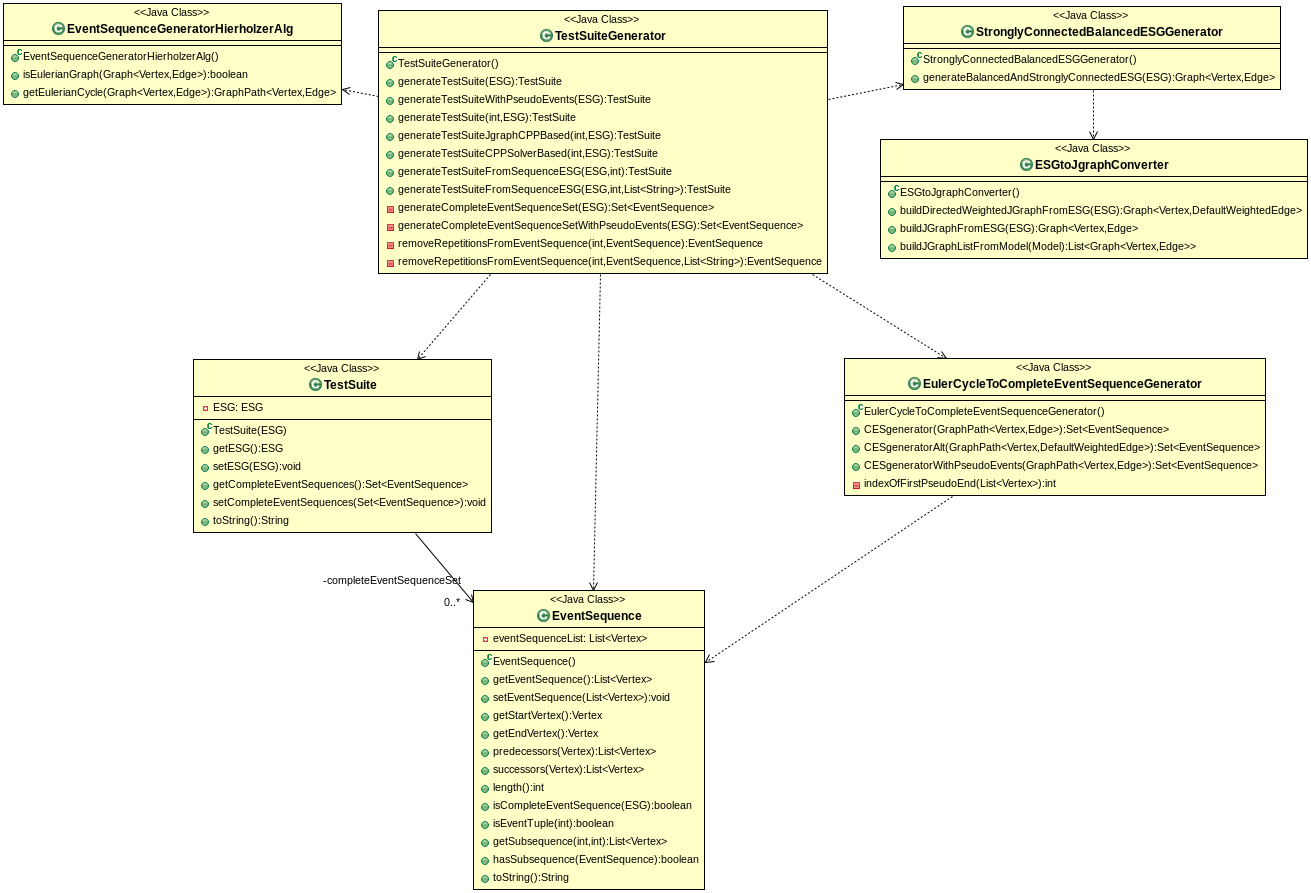 <<Java Class>>
EventSequenceGeneratorHierholzerAlg
EventSequenceGeneratorHierholzerAlg()
isEulerianGraph(Graph<Vertex,Edge>):boolean
getEulerianCycle(Graph<Vertex,Edge>):GraphPath<Vertex,Edge>
<<Java Class>>
TestSuiteGenerator
TestSuiteGenerator()
generateTestSuite(ESG):TestSuite
generateTestSuiteWithPseudoEvents(ESG):TestSuite
generateTestSuite(int,ESG):TestSuite
generateTestSuiteJgraphCPPBased(int,ESG):TestSuite
generateTestSuiteCPPSolverBased(int,ESG):TestSuite
generateTestSuiteFromSequenceESG(ESG,int):TestSuite
generateTestSuiteFromSequenceESG(ESG,int,List<String>):TestSuite
generateCompleteEventSequenceSet(ESG):Set<EventSequence>
generateCompleteEventSequenceSetWithPseudoEvents(ESG):Set<EventSequence>
removeRepetitionsFromEventSequence(int,EventSequence):EventSequence
removeRepetitionsFromEventSequence(int,EventSequence,List<String>):EventSequence
<<Java Class>>
StronglyConnectedBalancedESGGenerator
StronglyConnectedBalancedESGGenerator()
generateBalancedAndStronglyConnectedESG(ESG):Graph<Vertex,Edge>
<<Java Class>>
ESGtoJgraphConverter
ESGtoJgraphConverter()
buildDirectedWeightedJGraphFromESG(ESG):Graph<Vertex,DefaultWeightedEdge>
buildJGraphFromESG(ESG):Graph<Vertex,Edge>
buildJGraphListFromModel(Model):List<Graph<Vertex,Edge>>
<<Java Class>>
TestSuite
ESG: ESG
TestSuite(ESG)
getESG():ESG
setESG(ESG):void
getCompleteEventSequences():Set<EventSequence>
setCompleteEventSequences(Set<EventSequence>):void
toString():String
<<Java Class>>
EulerCycleToCompleteEventSequenceGenerator
EulerCycleToCompleteEventSequenceGenerator()
CESgenerator(GraphPath<Vertex,Edge>):Set<EventSequence>
CESgeneratorAlt(GraphPath<Vertex,DefaultWeightedEdge>):Set<EventSequence>
CESgeneratorWithPseudoEvents(GraphPath<Vertex,Edge>):Set<EventSequence>
indexOfFirstPseudoEnd(List<Vertex>):int
-completeEventSequenceSet
0..*
<<Java Class>>
EventSequence
eventSequenceList: List<Vertex>
EventSequence()
getEventSequence():List<Vertex>
setEventSequence(List<Vertex>):void
getStartVertex():Vertex
getEndVertex():Vertex
predecessors(Vertex):List<Vertex>
successors(Vertex):List<Vertex>
length():int
isCompleteEventSequence(ESG):boolean
isEventTuple(int):boolean
getSubsequence(int,int):List<Vertex>
hasSubsequence(EventSequence):boolean
toString():String